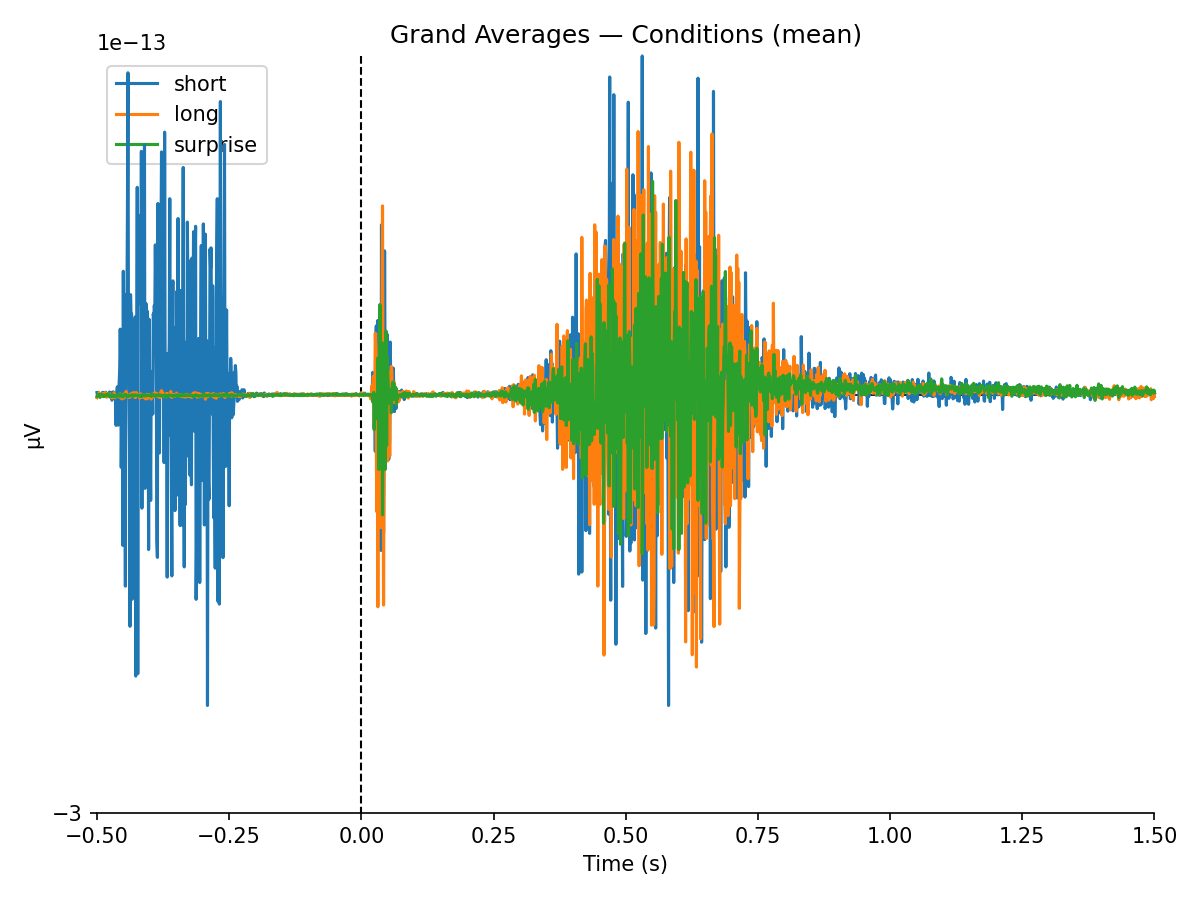 Grand Averages — Conditions (mean)
1e−13
short
long
surprise
µV
−3
−0.50 −0.25 0.00 0.25 0.50 0.75 1.00 1.25 1.50
Time (s)